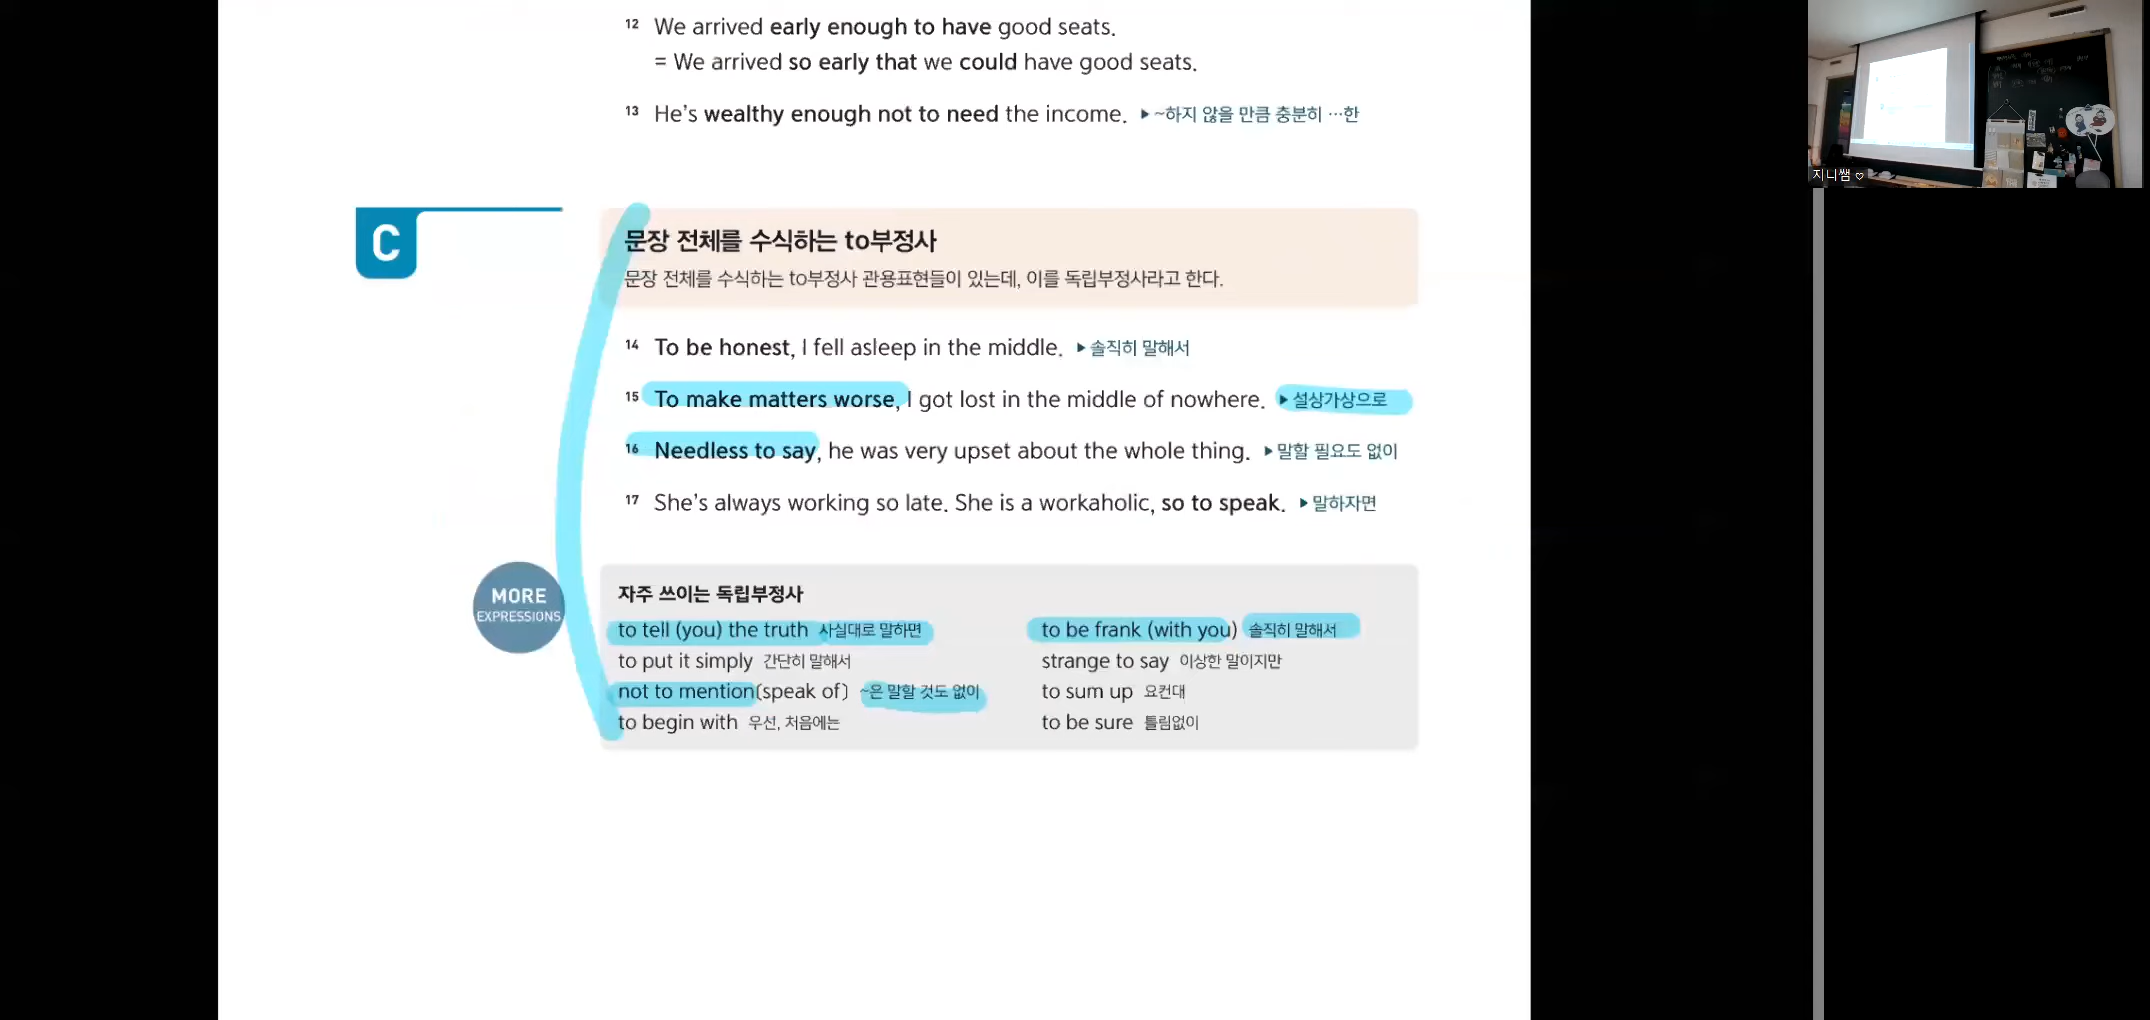 12 We arrived early enough to have good seats.
= We arrived so early that we could have good seats.
13 He's wealthy enough not to need the income. ▶ ~하지 않을 만큼 충분히 …한
C
문장 전체를 수식하는 to부정사
문장 전체를 수식하는 to부정사 관용표현들이 있는데, 이를 독립부정사라고 한다.
14 To be honest, I fell asleep in the middle. ▶ 솔직히 말해서
15 To make matters worse, I got lost in the middle of nowhere. ▶ 설상가상으로
16 Needless to say, he was very upset about the whole thing. ▶ 말할 필요도 없이
17 She's always working so late. She is a workaholic, so to speak. ▶ 말하자면
MORE
EXPRESSIONS
자주 쓰이는 독립부정사
to tell (you) the truth 사실대로 말하면
to be frank (with you) 솔직히 말해서
to put it simply 간단히 말해서
strange to say 이상한 말이지만
not to mention(speak of) ~은 말할 것도 없이
to sum up 요컨대
to begin with 우선, 처음에는
to be sure 틀림없이
지니쌤 ♡